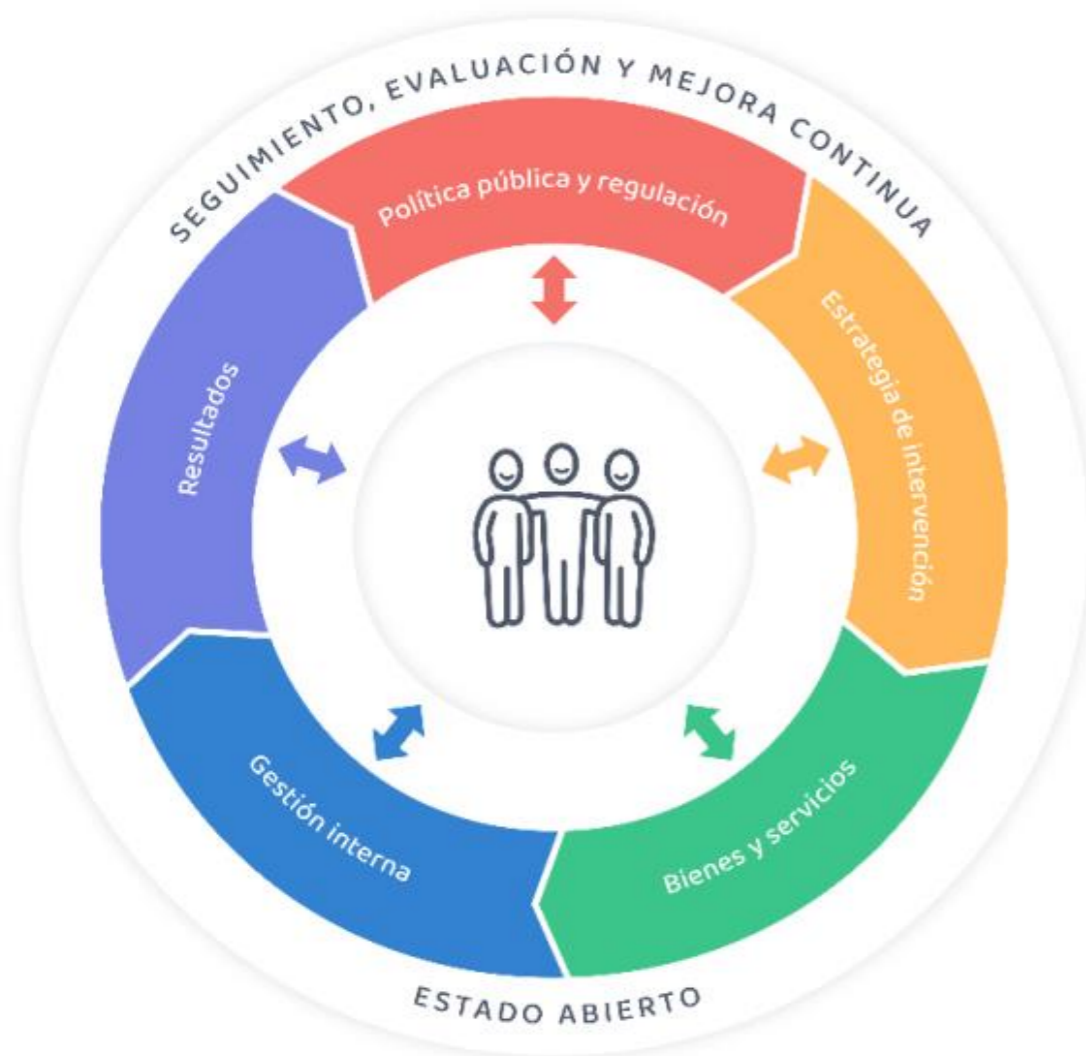 SEGUIMIENTO, EVALUACIÓN Y MEJORA CONTINUA
Política pública y regulación
Estrategia de intervención
Bienes y servicios
Gestión interna
Resultados
ESTADO ABIERTO